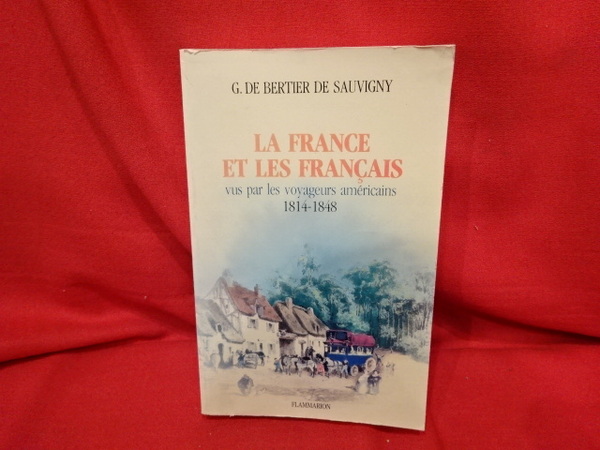 G. DE BERTIER DE SAUVIGNY
LA FRANCE
ET LES FRANÇAIS
vus par les voyageurs américains
1814-1848
FLAMMARION